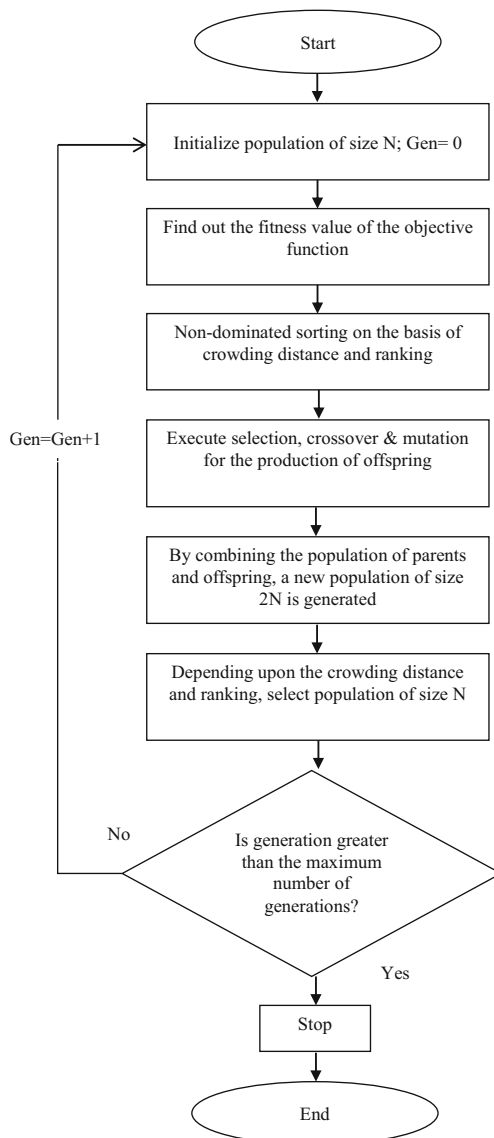 Start
Initialize population of size N; Gen= 0
Find out the fitness value of the objective
function
Non-dominated sorting on the basis of
crowding distance and ranking
Gen=Gen+1
Execute selection, crossover & mutation
for the production of offspring
By combining the population of parents
and offspring, a new population of size
2N is generated
Depending upon the crowding distance
and ranking, select population of size N
No
Is generation greater
than the maximum
number of
generations?
Yes
Stop
End